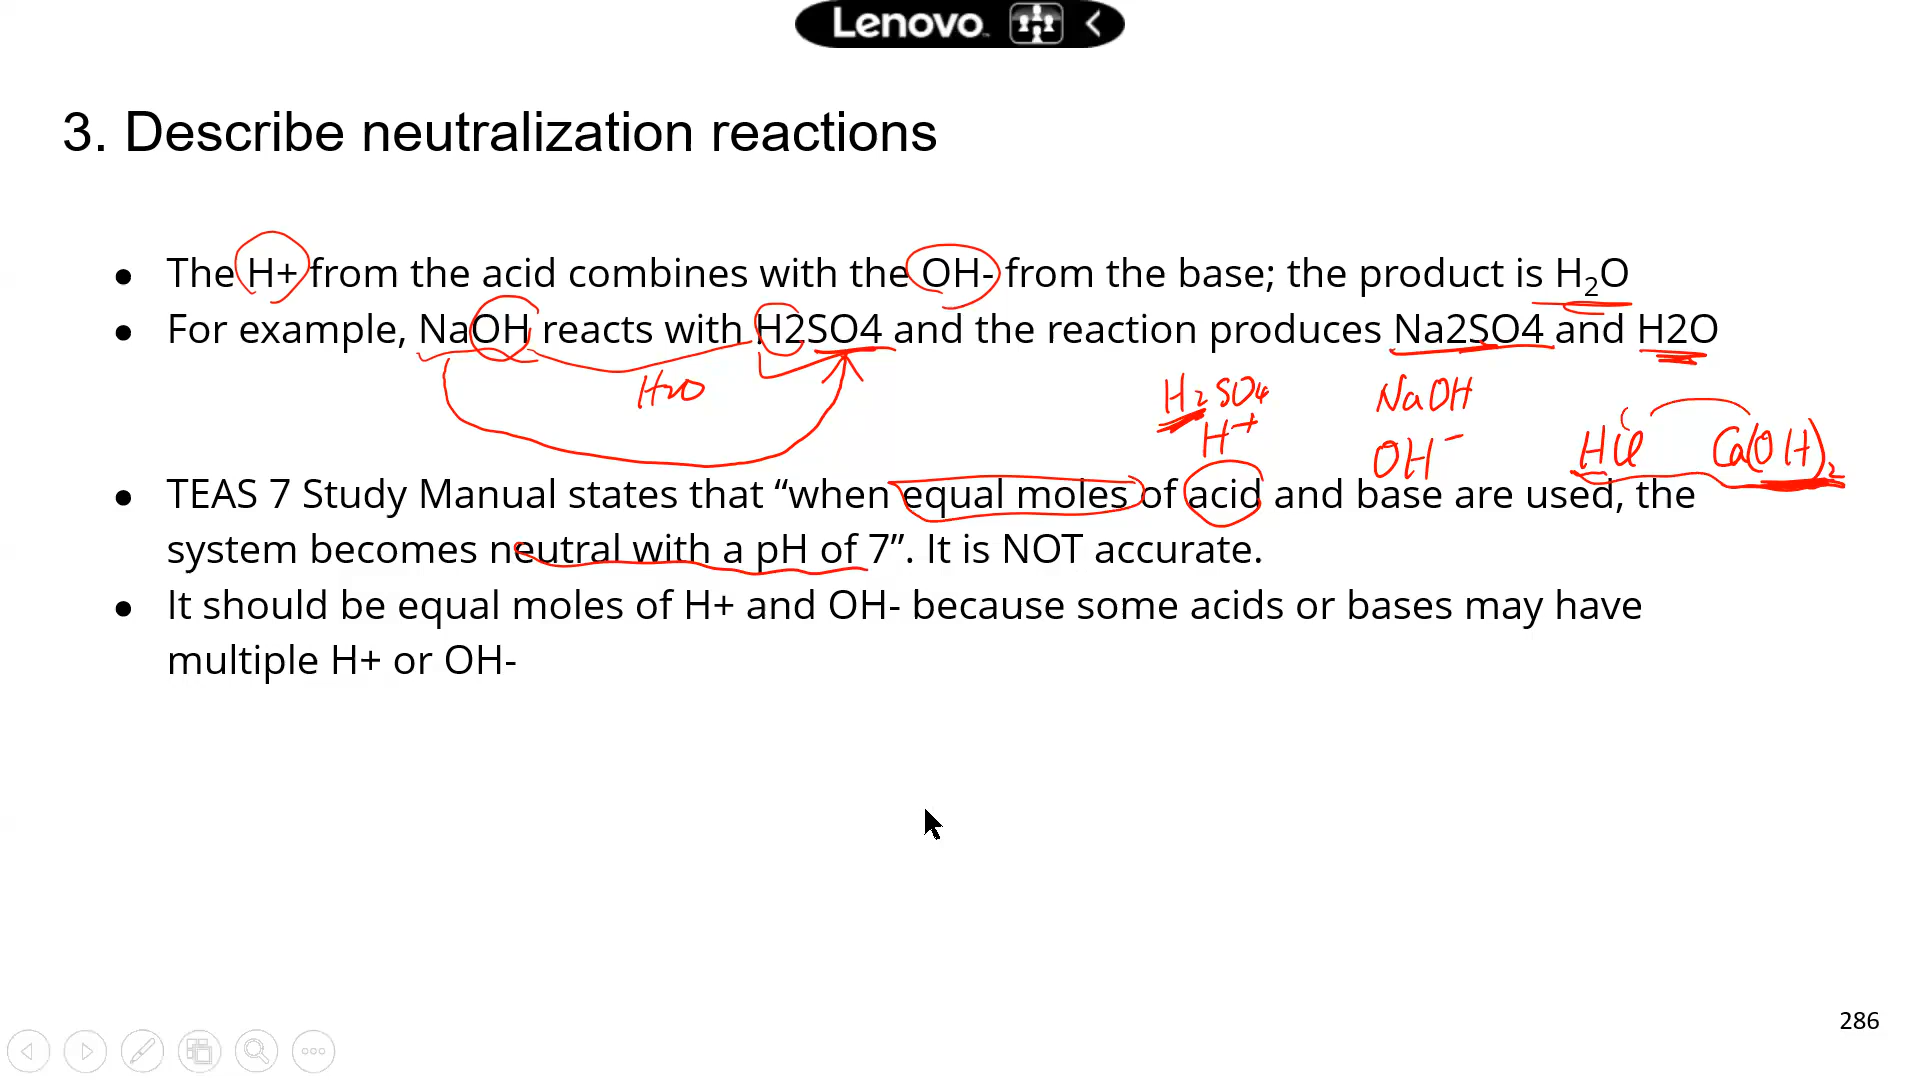 Lenovo
3. Describe neutralization reactions
● The H+ from the acid combines with the OH- from the base; the product is H₂O
● For example, NaOH reacts with H2SO4 and the reaction produces Na2SO4 and H2O
H2O
H2SO4 NaOH
H+ OH- HCl Ca(OH)2
● TEAS 7 Study Manual states that “when equal moles of acid and base are used, the
system becomes neutral with a pH of 7”. It is NOT accurate.
● It should be equal moles of H+ and OH- because some acids or bases may have
multiple H+ or OH-
286